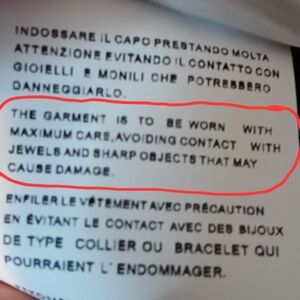 INDOSSARE IL CAPO PRESTANDO MOLTA
ATTENZIONE EVITANDO IL CONTATTO CON
GIOIELLI E MONILI CHE POTREBBERO
DANNEGGIARLO.
THE GARMENT IS TO BE WORN WITH
MAXIMUM CARE, AVOIDING CONTACT WITH
JEWELS AND SHARP OBJECTS THAT MAY
CAUSE DAMAGE.
ENFILER LE VÊTEMENT AVEC PRÉCAUTION
EN ÉVITANT LE CONTACT AVEC DES BIJOUX
DE TYPE COLLIER OU BRACELET QUI
POURRAIENT L'ENDOMMAGER.